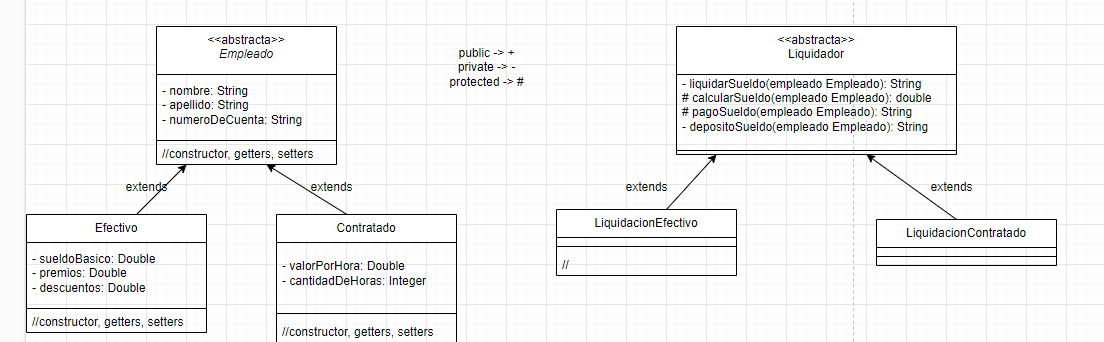 <<abstracta>>
Empleado
- nombre: String
- apellido: String
- numeroDeCuenta: String
//constructor, getters, setters
public -> +
private -> -
protected -> #
<<abstracta>>
Liquidador
- liquidarSueldo(empleado Empleado): String
# calcularSueldo(empleado Empleado): double
# pagoSueldo(empleado Empleado): String
- depositoSueldo(empleado Empleado): String
extends
extends
extends
extends
Efectivo
- sueldoBasico: Double
- premios: Double
- descuentos: Double
//constructor, getters, setters
Contratado
- valorPorHora: Double
- cantidadDeHoras: Integer
//constructor, getters, setters
LiquidacionEfectivo
//
LiquidacionContratado